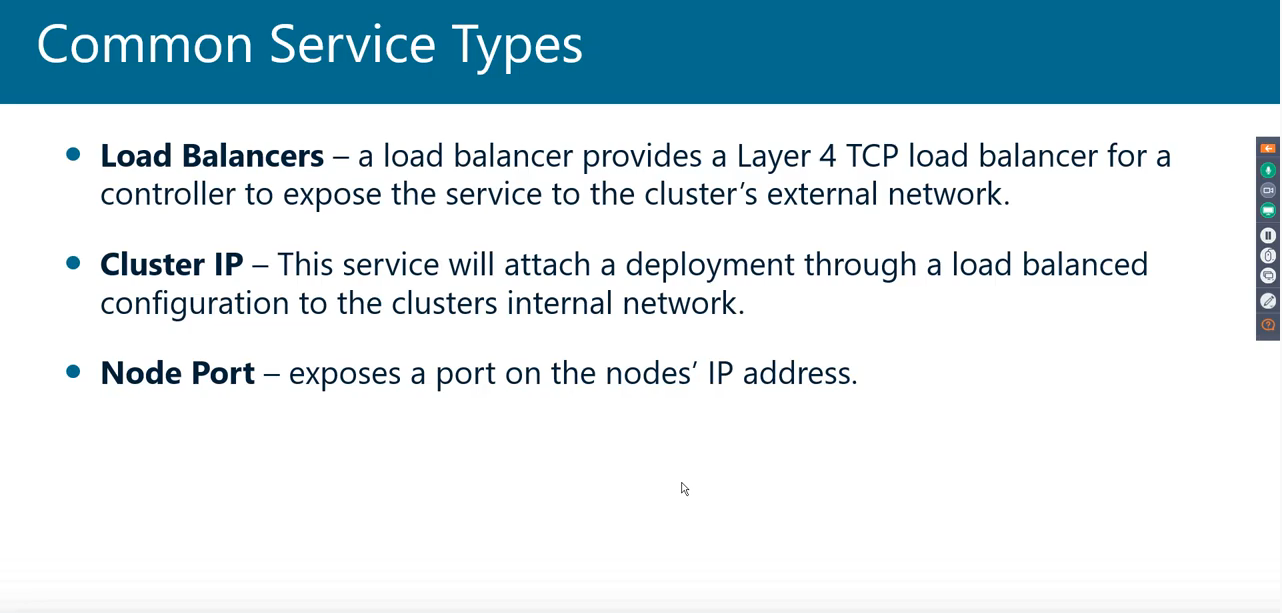 Common Service Types
• Load Balancers – a load balancer provides a Layer 4 TCP load balancer for a
controller to expose the service to the cluster’s external network.
• Cluster IP – This service will attach a deployment through a load balanced
configuration to the clusters internal network.
• Node Port – exposes a port on the nodes’ IP address.